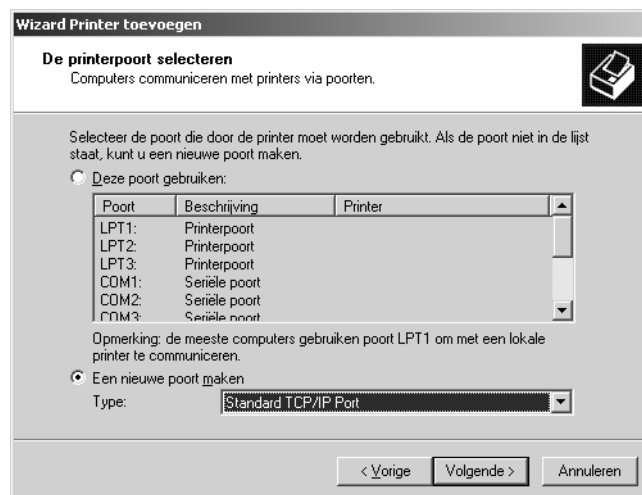 Wizard Printer toevoegen
De printerpoort selecteren
Computers communiceren met printers via poorten.
Selecteer de poort die door de printer moet worden gebruikt. Als de poort niet in de lijst
staat, kunt u een nieuwe poort maken.
Deze poort gebruiken:
Poort Beschrijving Printer
LPT1: Printerpoort
LPT2: Printerpoort
LPT3: Printerpoort
COM1: Seriële poort
COM2: Seriële poort
COM3: Seriële poort
Opmerking: de meeste computers gebruiken poort LPT1 om met een lokale
printer te communiceren.
Een nieuwe poort maken
Type: Standard TCP/IP Port
< Vorige Volgende > Annuleren